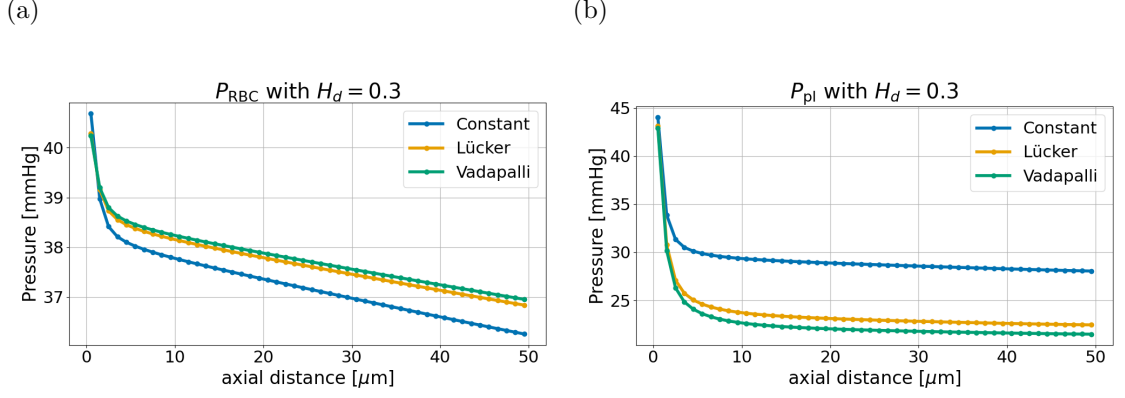 (a)
P_RBC with H_d = 0.3
Pressure [mmHg]
40
39
38
37
0 10 20 30 40 50
axial distance [μm]
Constant
Lücker
Vadapalli
(b)
P_pl with H_d = 0.3
Pressure [mmHg]
45
40
35
30
25
0 10 20 30 40 50
axial distance [μm]
Constant
Lücker
Vadapalli